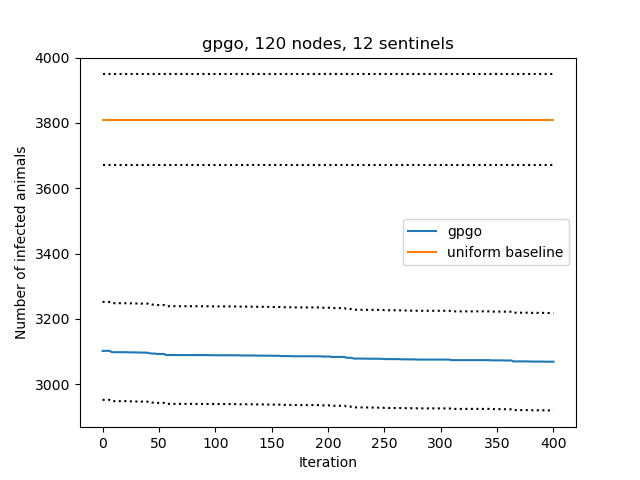 gpgo, 120 nodes, 12 sentinels
4000
3800
3600
3400
3200
3000
Number of infected animals
gpgo
uniform baseline
0 50 100 150 200 250 300 350 400
Iteration